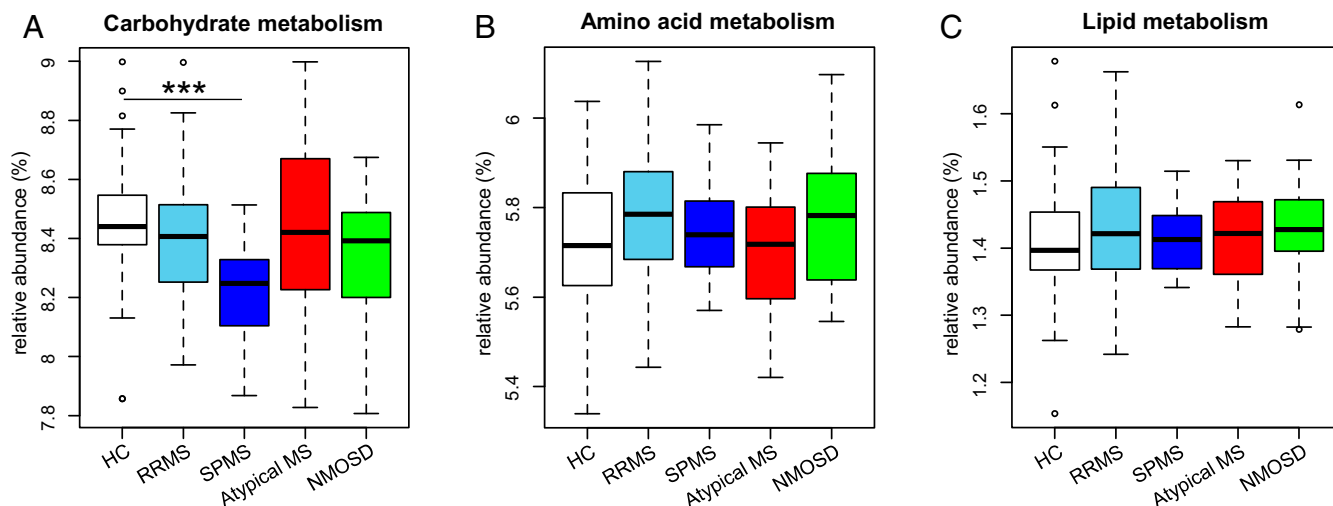 A Carbohydrate metabolism
relative abundance (%)
9
8.8
8.6
8.4
8.2
8
7.8
***
HC RRMS SPMS Atypical MS NMOSD
B Amino acid metabolism
relative abundance (%)
6
5.8
5.6
5.4
HC RRMS SPMS Atypical MS NMOSD
C Lipid metabolism
relative abundance (%)
1.6
1.5
1.4
1.3
1.2
HC RRMS SPMS Atypical MS NMOSD